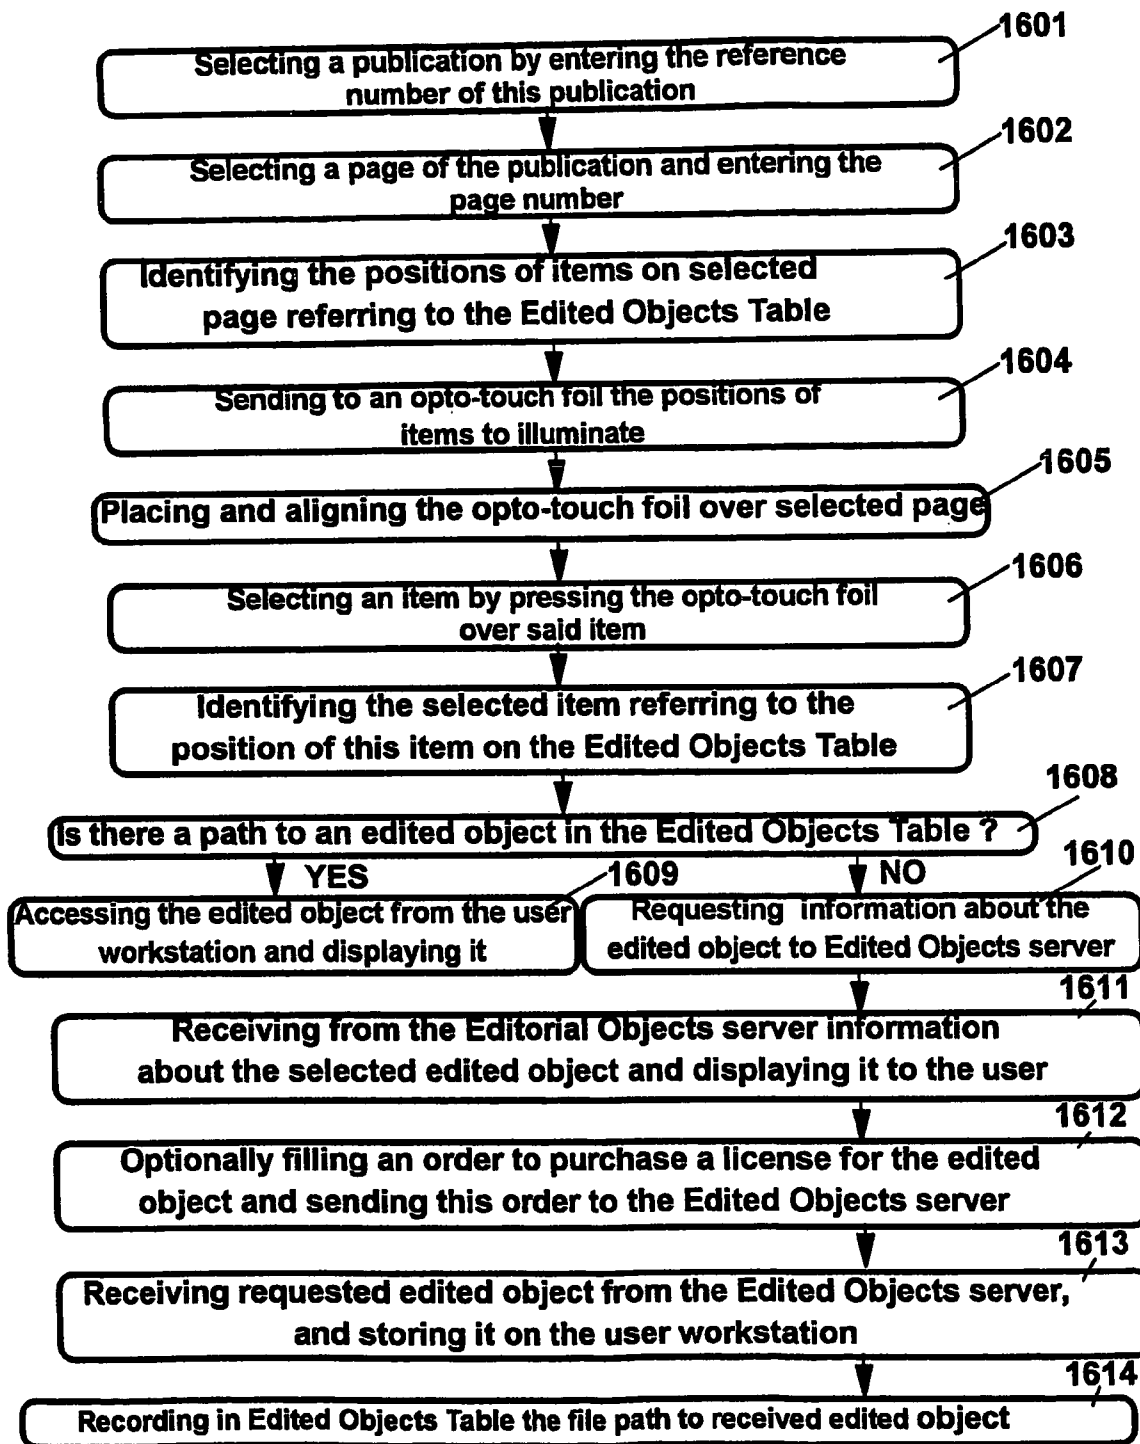 1601
Selecting a publication by entering the reference
number of this publication
1602
Selecting a page of the publication and entering the
page number
1603
Identifying the positions of items on selected
page referring to the Edited Objects Table
1604
Sending to an opto-touch foil the positions of
items to illuminate
1605
Placing and aligning the opto-touch foil over selected page
1606
Selecting an item by pressing the opto-touch foil
over said item
1607
Identifying the selected item referring to the
position of this item on the Edited Objects Table
1608
Is there a path to an edited object in the Edited Objects Table ?
YES
NO
1609
Accessing the edited object from the user
workstation and displaying it
1610
Requesting information about the
edited object to Edited Objects server
1611
Receiving from the Editorial Objects server information
about the selected edited object and displaying it to the user
1612
Optionally filling an order to purchase a license for the edited
object and sending this order to the Edited Objects server
1613
Receiving requested edited object from the Edited Objects server,
and storing it on the user workstation
1614
Recording in Edited Objects Table the file path to received edited object